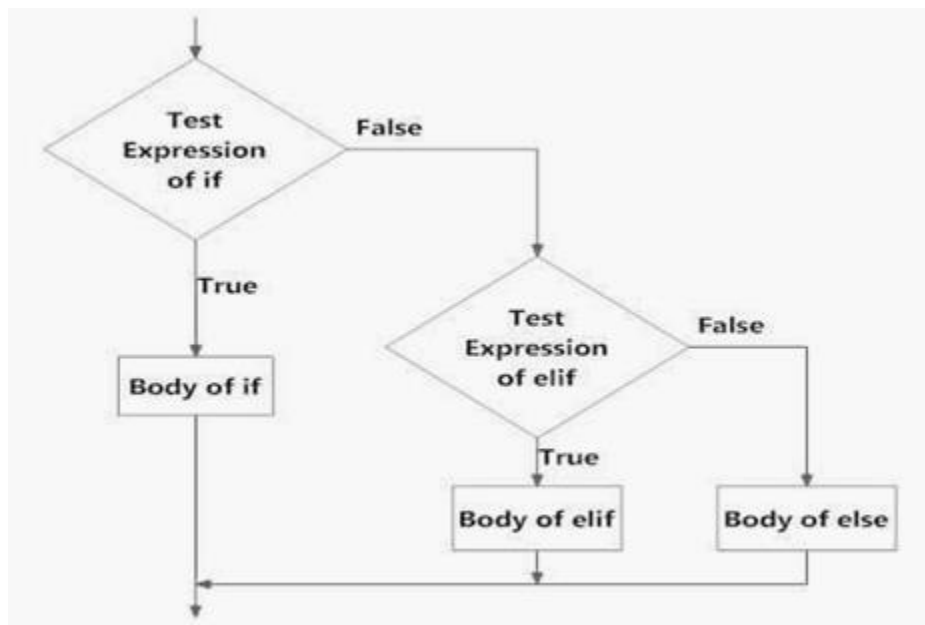 Test
Expression
of if
False
True
Body of if
Test
Expression
of elif
False
True
Body of elif
Body of else